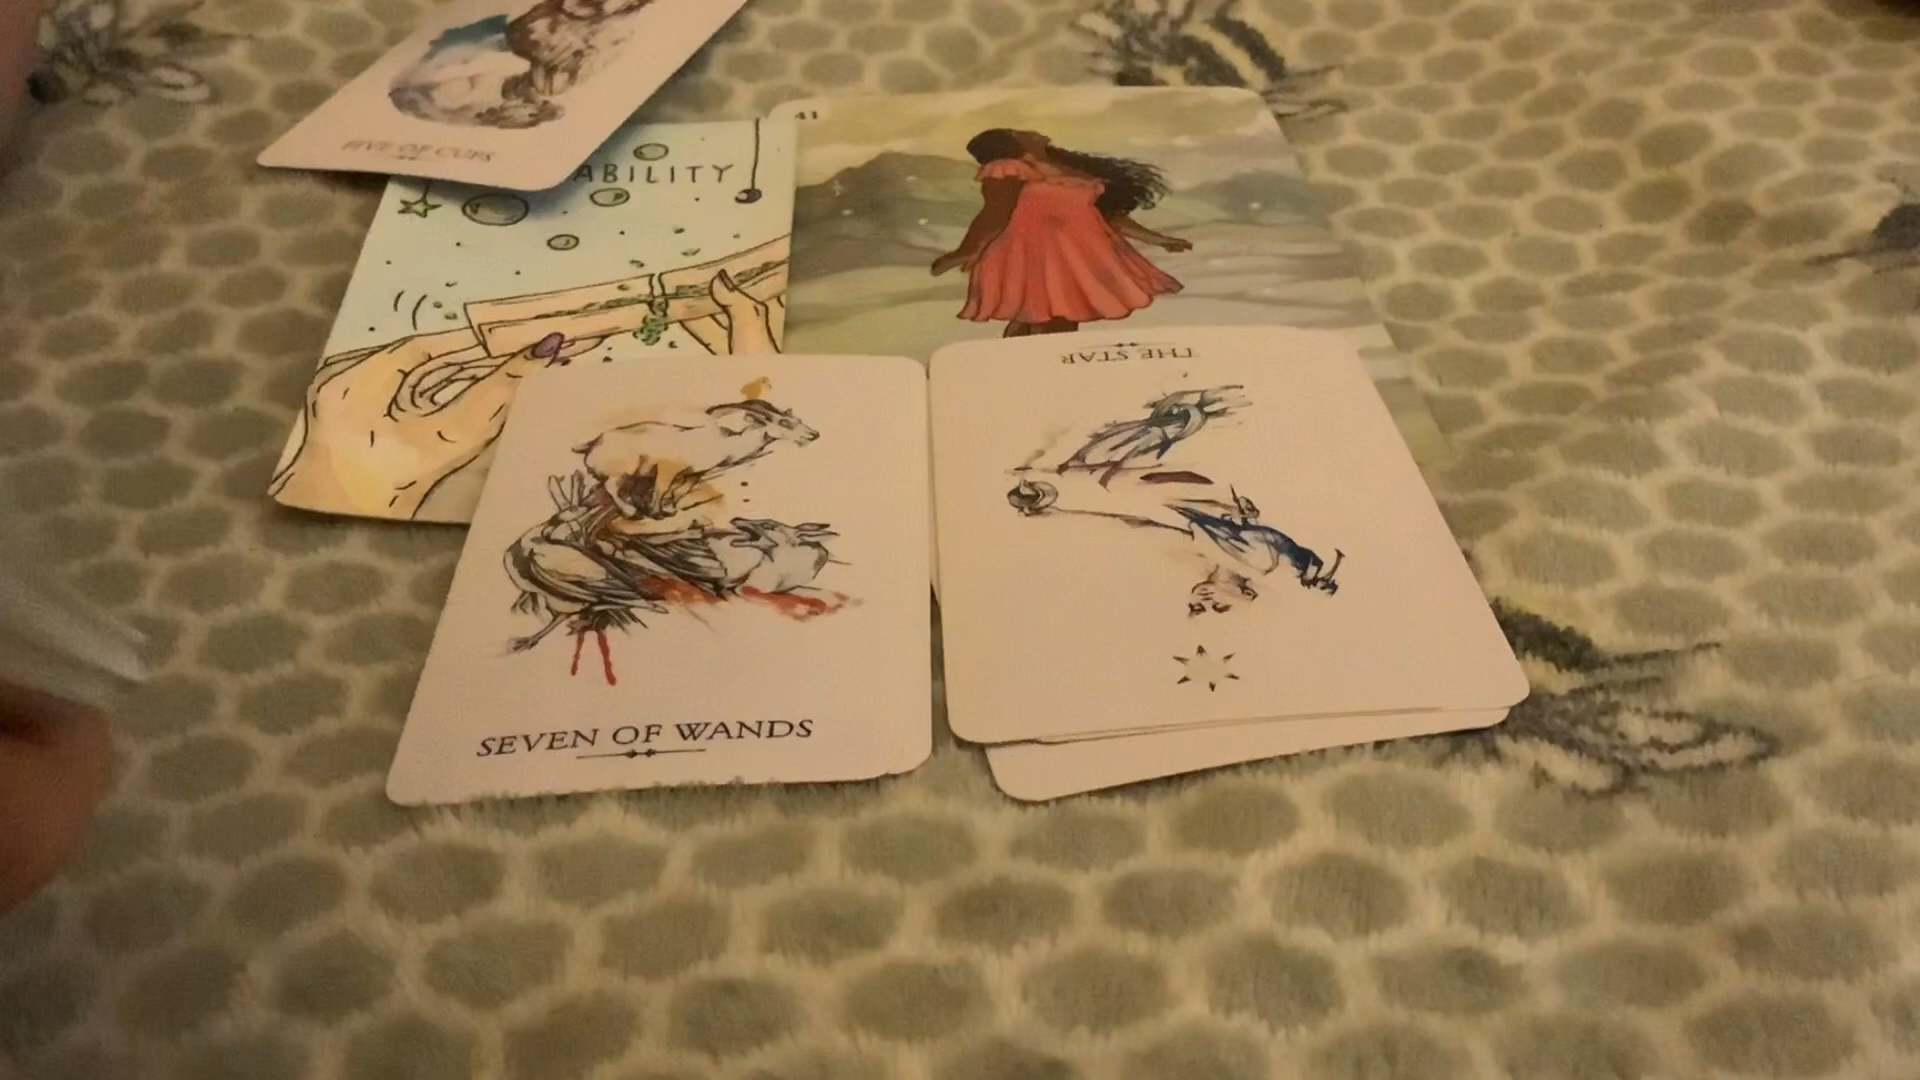 FIVE OF CUPS
ABILITY
41
THE STAR
SEVEN OF WANDS